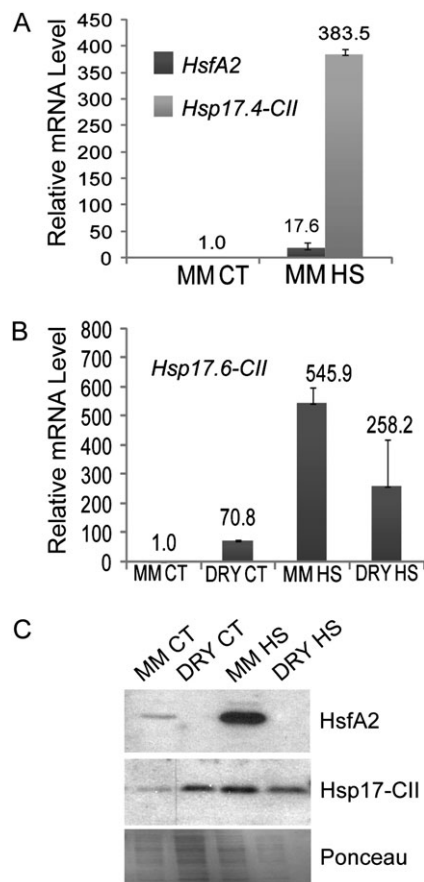 A
Relative mRNA Level
450
400
350
300
250
200
150
100
50
0
HsfA2
Hsp17.4-CII
1.0
17.6
383.5
MM CT
MM HS
B
Relative mRNA Level
800
700
600
500
400
300
200
100
0
Hsp17.6-CII
1.0
70.8
545.9
258.2
MM CT
DRY CT
MM HS
DRY HS
C
MM CT
DRY CT
MM HS
DRY HS
HsfA2
Hsp17-CII
Ponceau